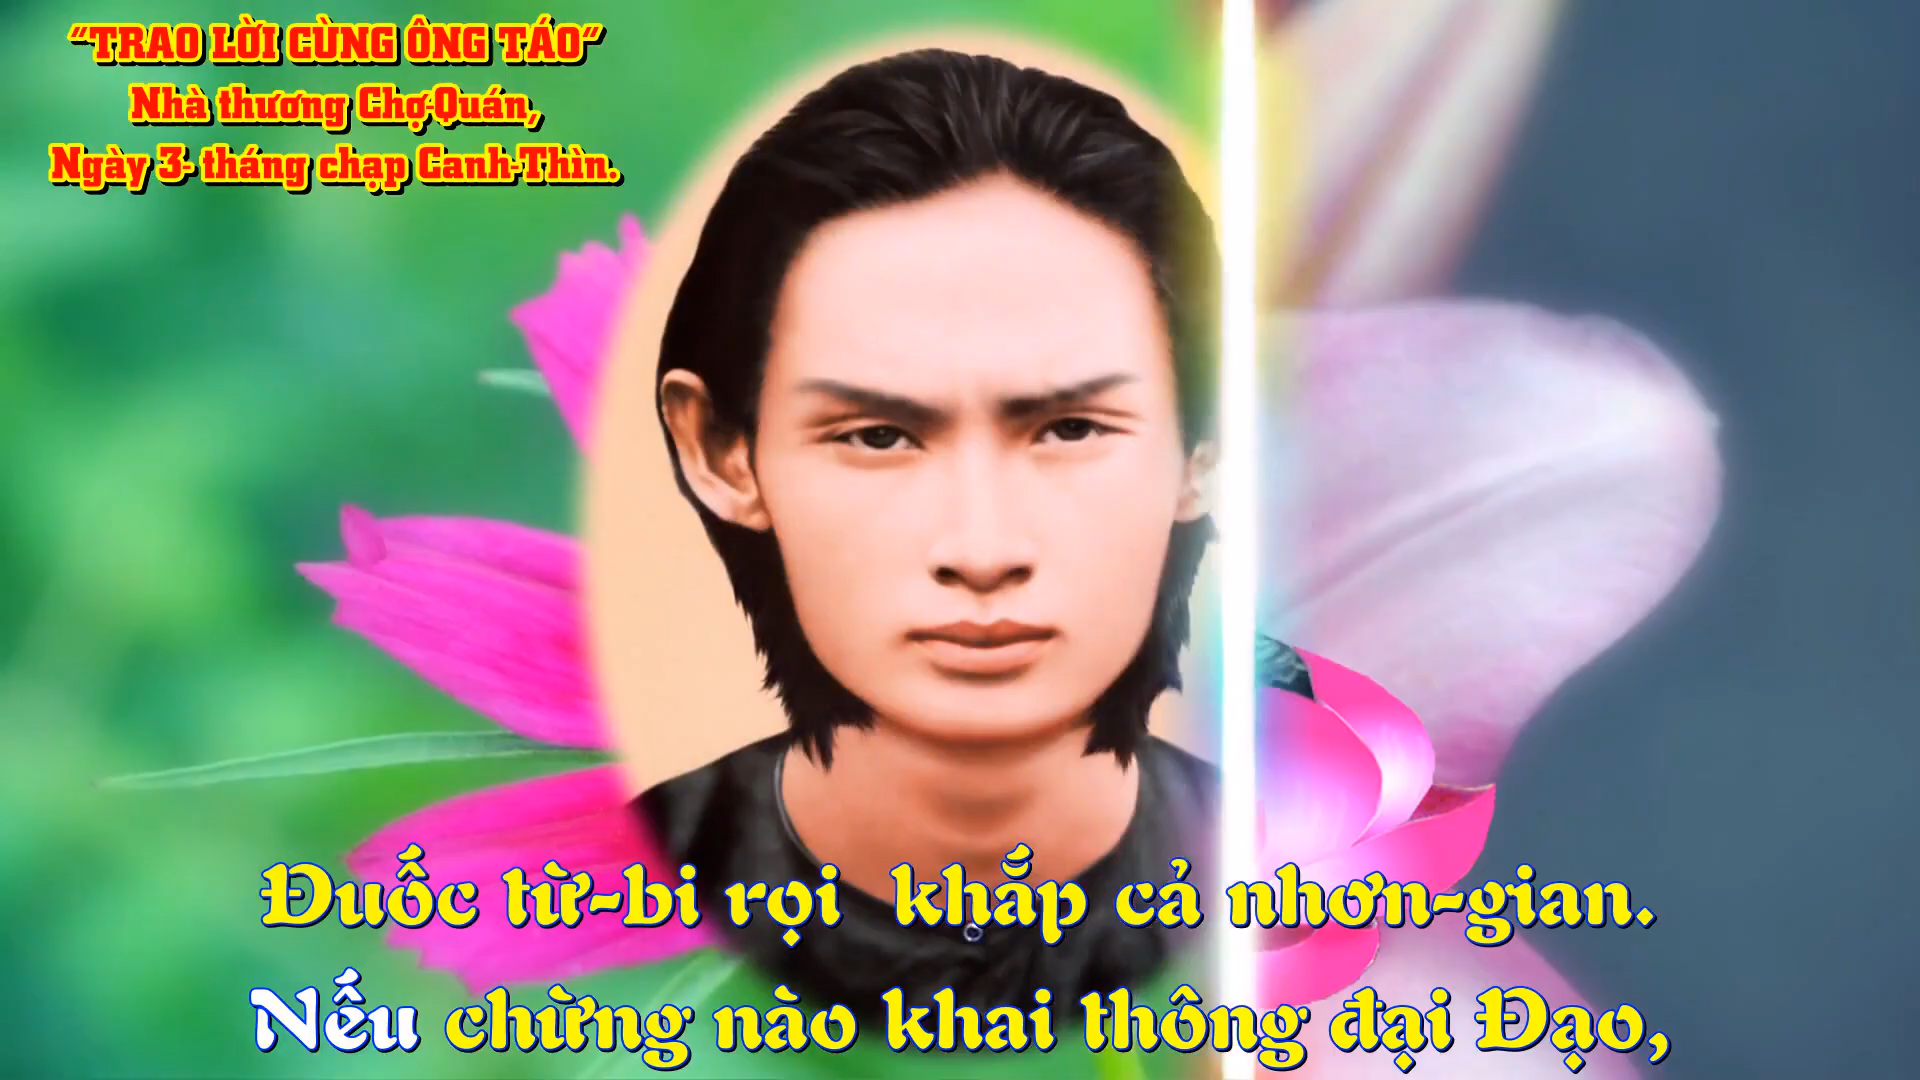 "TRAO LỜI CÙNG ÔNG TÁO"
Nhà thương Chợ-Quán,
Ngày 3- tháng chạp Canh-Thìn.
Đuốc từ-bi rọi khắp cả nhơn-gian.
Nếu chừng nào khai thông đại Đạo,